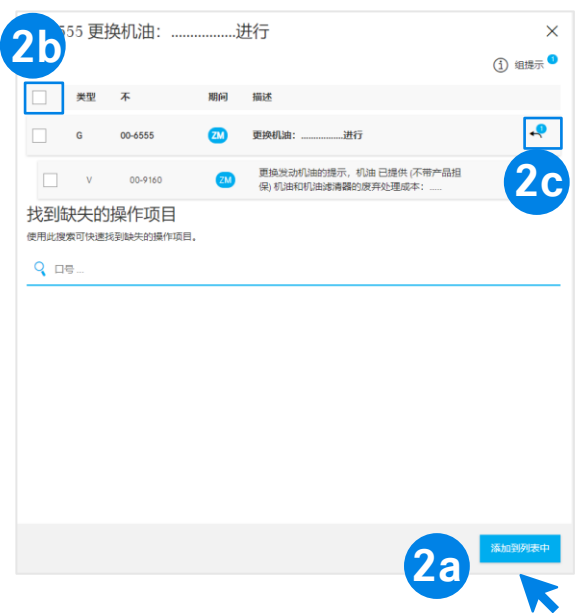 55 更换机油：.................进行
2b
组提示
类型 不 期问 描述
G 00-6555 ZM 更换机油：.................进行
2c
V 00-9160 ZM 更换发动机油的提示，机油 已提供 (不带产品担
保) 机油和机油滤清器的废弃处理成本： ......
找到缺失的操作项目
使用此搜索可快速找到缺失的操作项目。
口号 ...
添加到列表中
2a